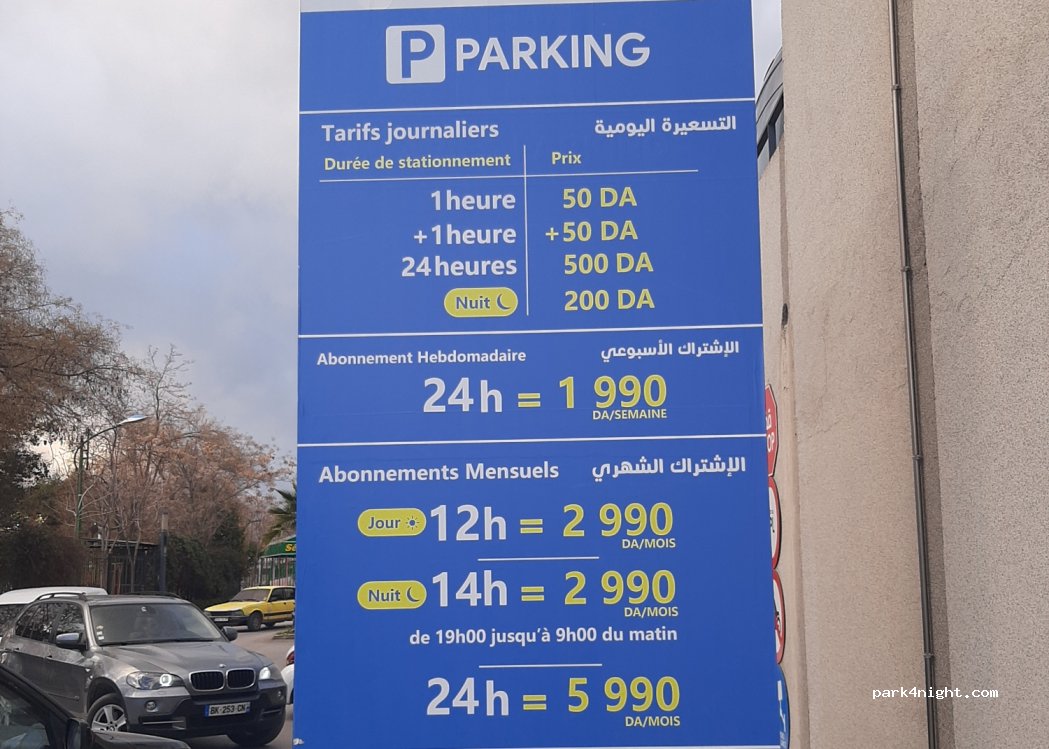 P PARKING
Tarifs journaliers التسعيرة اليومية
Durée de stationnement Prix
1heure 50 DA
+1heure +50 DA
24heures 500 DA
Nuit 200 DA
Abonnement Hebdomadaire الإشتراك الأسبوعي
24h = 1 990
DA/SEMAINE
Abonnements Mensuels الإشتراك الشهري
Jour 12h = 2 990
DA/MOIS
Nuit 14h = 2 990
DA/MOIS
de 19h00 jusqu'à 9h00 du matin
24h = 5 990
DA/MOIS
BK-253-CN
park4night.com